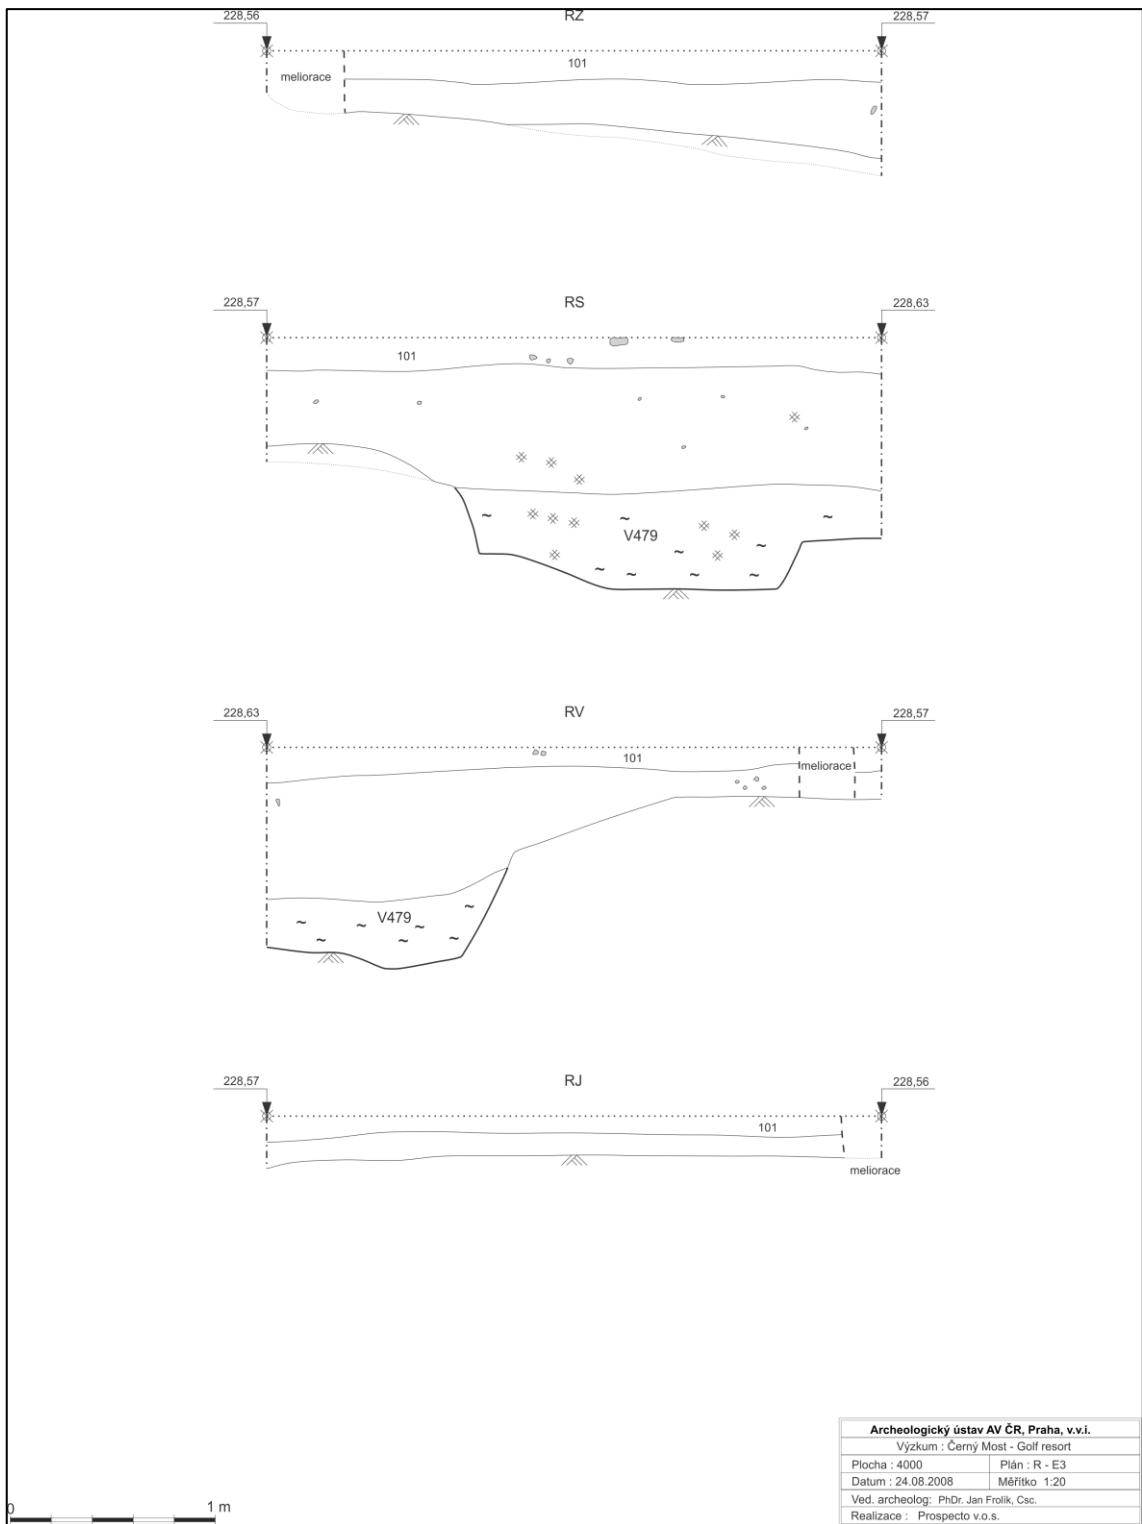 RZ
228,56 228,57
101
meliorace
RS
228,57 228,63
101
V479
RV
228,63 228,57
101
meliorace
V479
RJ
228,57 228,56
101
meliorace
0 1 m
Archeologický ústav AV ČR, Praha, v.v.i.
Výzkum : Černý Most - Golf resort
Plocha : 4000 Plán : R - E3
Datum : 24.08.2008 Měřítko 1:20
Ved. archeolog: PhDr. Jan Frolík, Csc.
Realizace : Prospecto v.o.s.